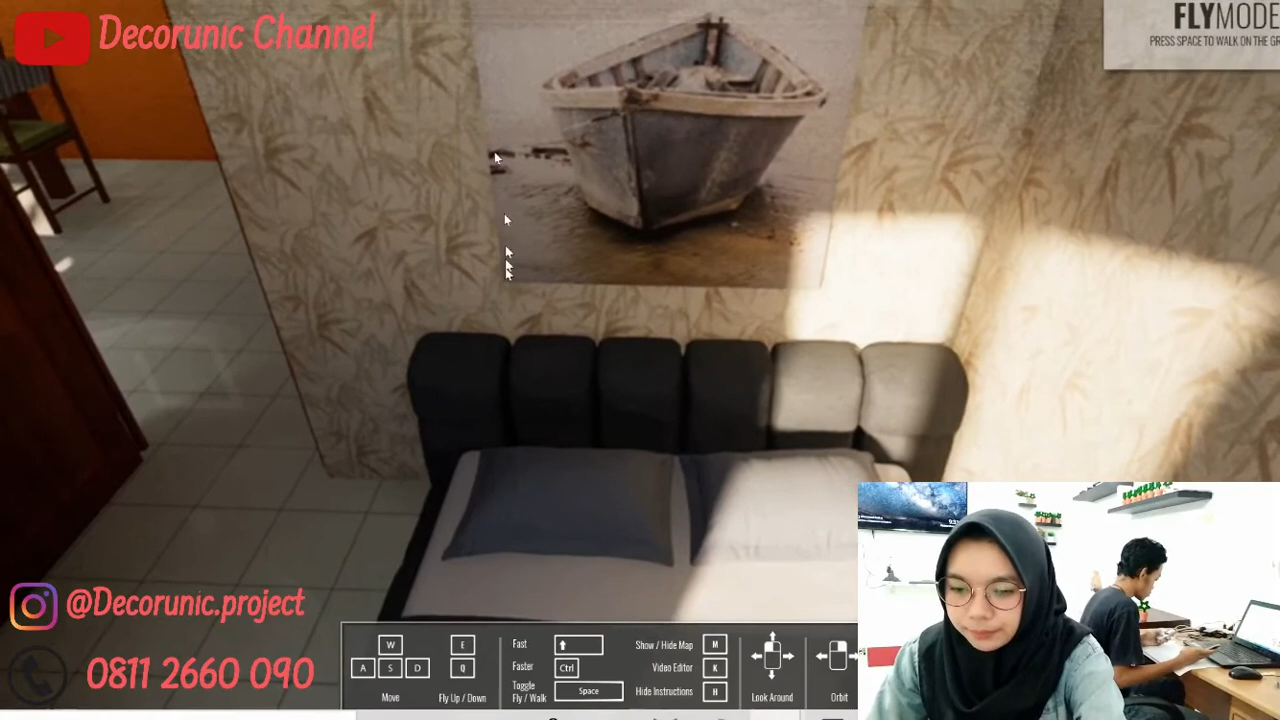 Decorunic Channel
FLYMODE
PRESS SPACE TO WALK ON THE
@Decorunic.project
0811 2660 090
W
A S D
Move
E
Q
Fly Up / Down
Fast
Faster Ctrl
Toggle
Fly / Walk Space
Show / Hide Map M
Video Editor K
Hide Instructions H
Look Around
Orbit